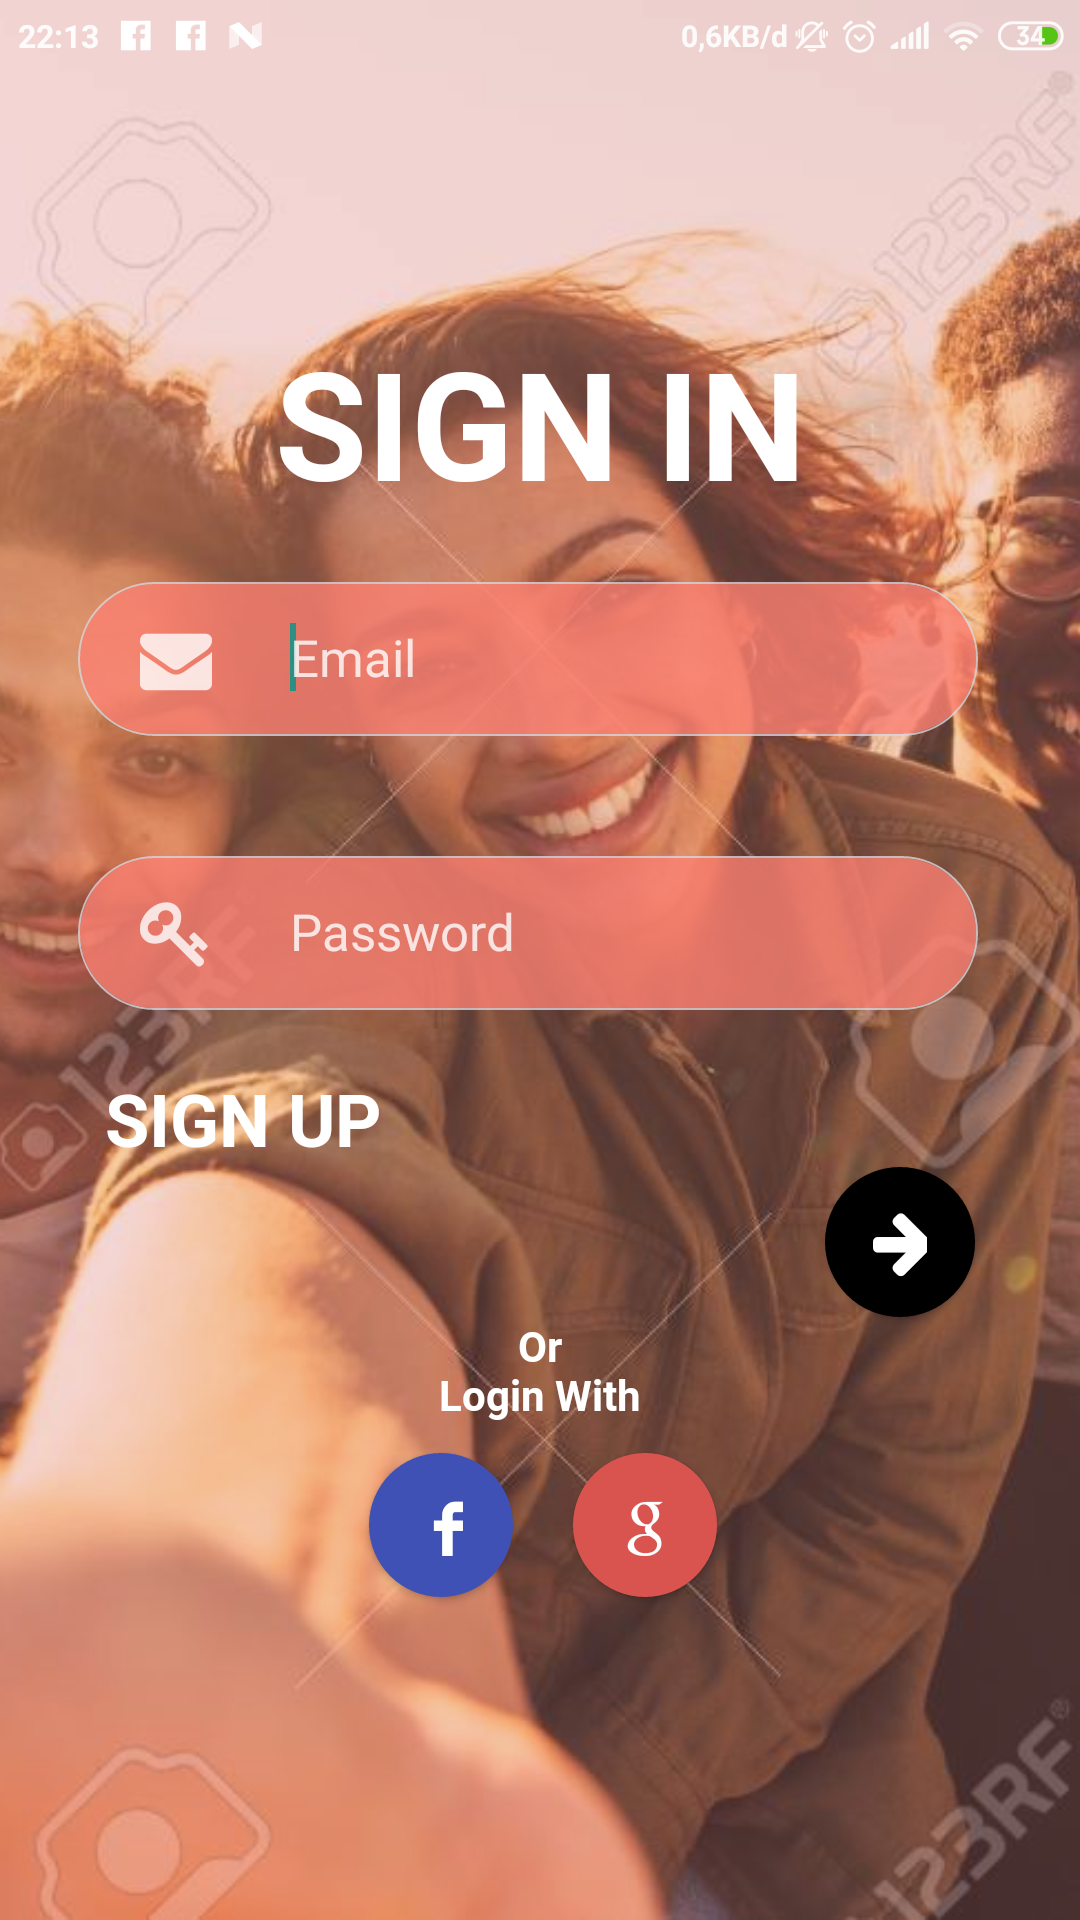 22:13
0,6KB/d
34
123RF
SIGN IN
Email
Password
123RF
SIGN UP
Or
Login With
f
g
123RF